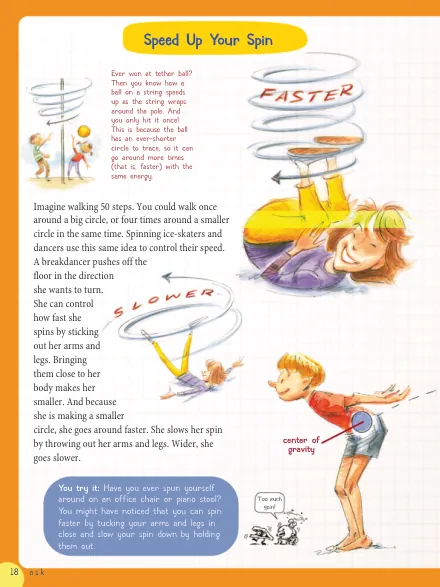 Speed Up Your Spin
Ever won at tether ball?
Then you know how a
ball on a string speeds
up as the string wraps
around the pole. And
you only hit it once!
This is because the ball
has an ever-shorter
circle to trace, so it can
go around more times
(that is, faster) with the
same energy.
FASTER
Imagine walking 50 steps. You could walk once
around a big circle, or four times around a smaller
circle in the same time. Spinning ice-skaters and
dancers use this same idea to control their speed.
A breakdancer pushes off the
floor in the direction
she wants to turn.
She can control
how fast she
spins by sticking
out her arms and
legs. Bringing
them close to her
body makes her
smaller. And because
she is making a smaller
circle, she goes around faster. She slows her spin
by throwing out her arms and legs. Wider, she
goes slower.
SLOWER
center of
gravity
You try it: Have you ever spun yourself
around on an office chair or piano stool?
You might have noticed that you can spin
faster by tucking your arms and legs in
close and slow your spin down by holding
them out.
Too much
spin!
18 ask